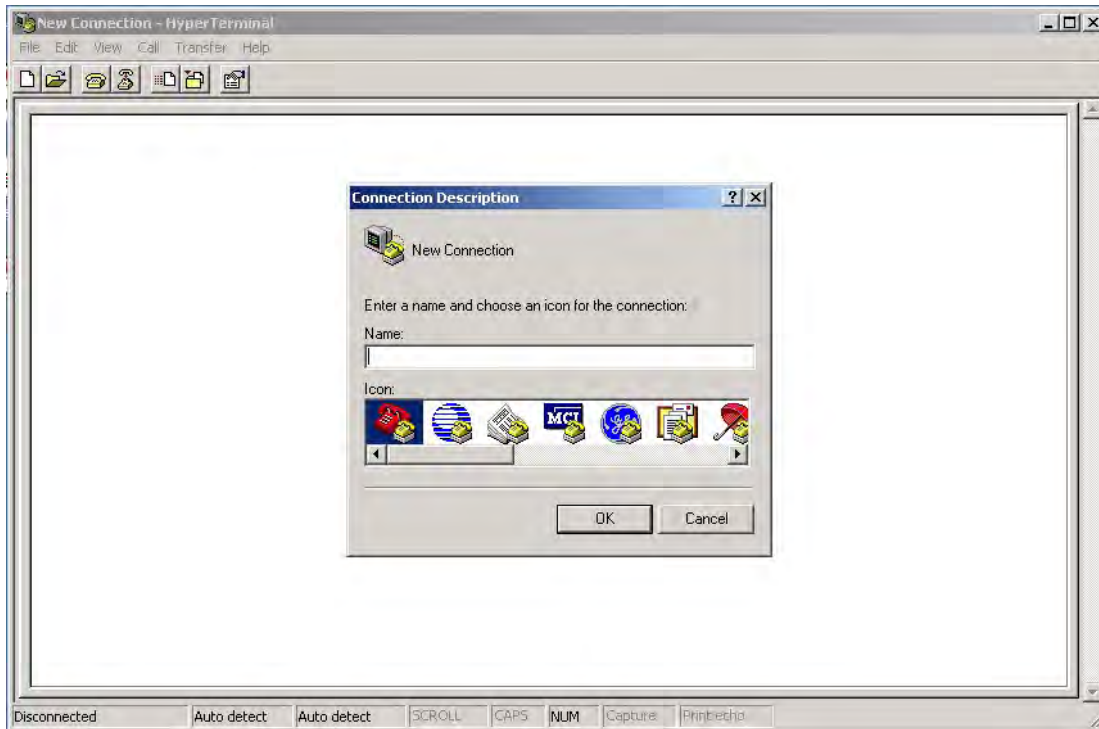 New Connection - HyperTerminal
File Edit View Call Transfer Help
Connection Description
New Connection
Enter a name and choose an icon for the connection:
Name:
Icon:
MCI
OK Cancel
Disconnected Auto detect Auto detect SCROLL CAPS NUM Capture Print echo